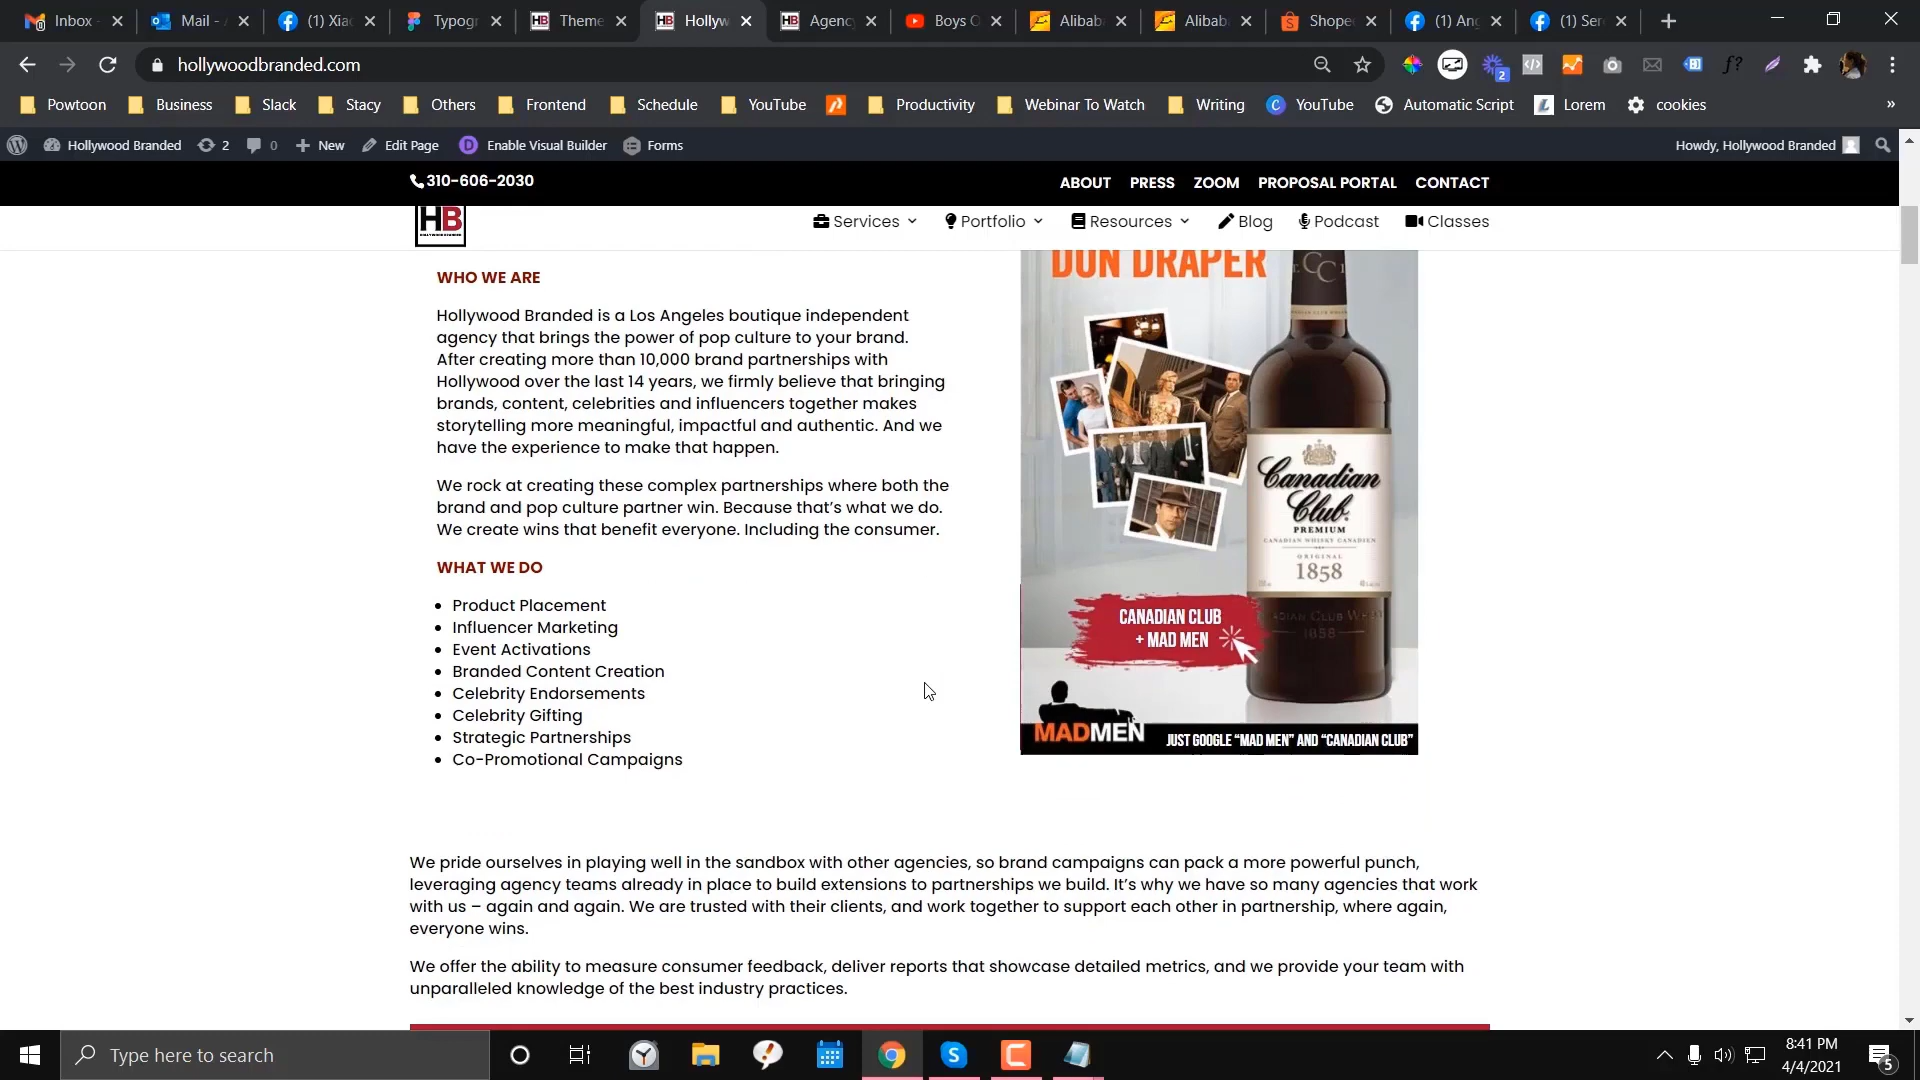 Inbox -
Mail - A
(1) Xiac
Typogr
Theme
Hollyw
Agency
Boys O
Alibaba
Alibaba
Shopee
(1) Ang
(1) Ser
hollywoodbranded.com
Powtoon Business Slack Stacy Others Frontend Schedule YouTube Productivity Webinar To Watch Writing YouTube Automatic Script Lorem cookies »
Hollywood Branded 2 0 New Edit Page Enable Visual Builder Forms Howdy, Hollywood Branded
310-606-2030 ABOUT PRESS ZOOM PROPOSAL PORTAL CONTACT
HB
Services Portfolio Resources Blog Podcast Classes
WHO WE ARE
Hollywood Branded is a Los Angeles boutique independent
agency that brings the power of pop culture to your brand.
After creating more than 10,000 brand partnerships with
Hollywood over the last 14 years, we firmly believe that bringing
brands, content, celebrities and influencers together makes
storytelling more meaningful, impactful and authentic. And we
have the experience to make that happen.
We rock at creating these complex partnerships where both the
brand and pop culture partner win. Because that’s what we do.
We create wins that benefit everyone. Including the consumer.
WHAT WE DO
• Product Placement
• Influencer Marketing
• Event Activations
• Branded Content Creation
• Celebrity Endorsements
• Celebrity Gifting
• Strategic Partnerships
• Co-Promotional Campaigns
DON DRAPER
CC
Canadian
Club
PREMIUM
CANADIAN WHISKY CANADIEN
ORIGINAL
1858
CANADIAN CLUB
+ MAD MEN
1858
MADMEN
JUST GOOGLE “MAD MEN” AND “CANADIAN CLUB”
We pride ourselves in playing well in the sandbox with other agencies, so brand campaigns can pack a more powerful punch,
leveraging agency teams already in place to build extensions to partnerships we build. It’s why we have so many agencies that work
with us – again and again. We are trusted with their clients, and work together to support each other in partnership, where again,
everyone wins.
We offer the ability to measure consumer feedback, deliver reports that showcase detailed metrics, and we provide your team with
unparalleled knowledge of the best industry practices.
Type here to search
8:41 PM
4/4/2021
5